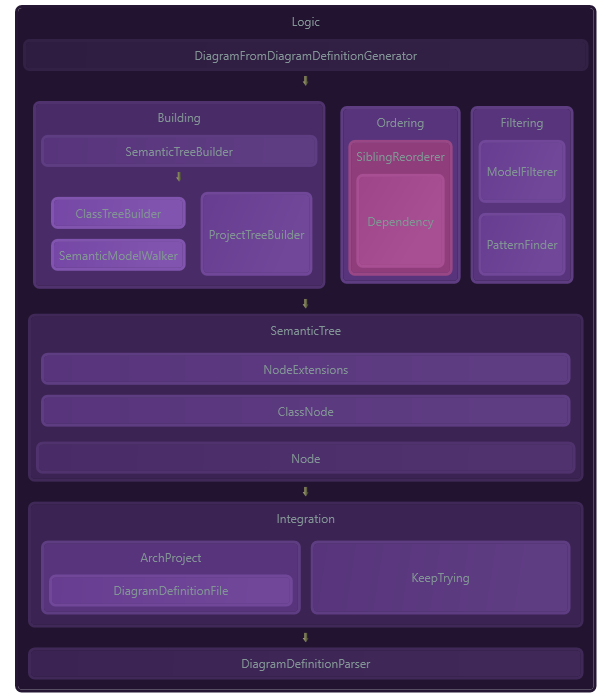 Logic
DiagramFromDiagramDefinitionGenerator
Building
SemanticTreeBuilder
ClassTreeBuilder
SemanticModelWalker
ProjectTreeBuilder
Ordering
SiblingReorderer
Dependency
Filtering
ModelFilterer
PatternFinder
SemanticTree
NodeExtensions
ClassNode
Node
Integration
ArchProject
DiagramDefinitionFile
KeepTrying
DiagramDefinitionParser